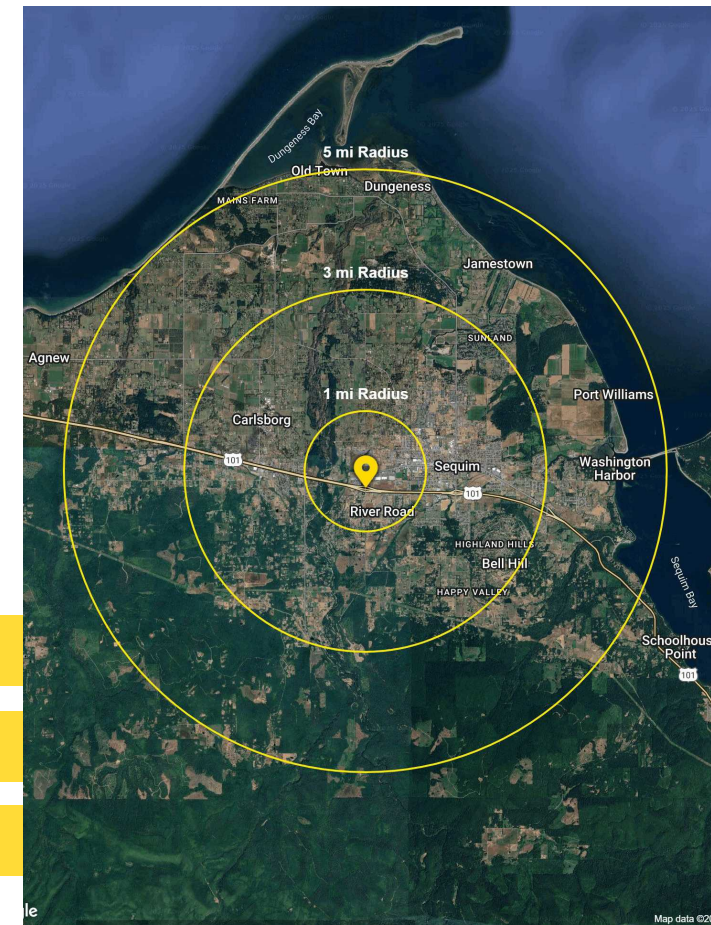 Dungeness Bay
5 mi Radius
Old Town
Dungeness
MAINS FARM
Jamestown
3 mi Radius
SUNLAND
Agnew
1 mi Radius
Port Williams
Carlsborg
101
Sequim
Washington
Harbor
101
River Road
HIGHLAND HILLS
Bell Hill
Sequim Bay
HAPPY VALLEY
Schoolhous
Point
101
le
Map data ©20